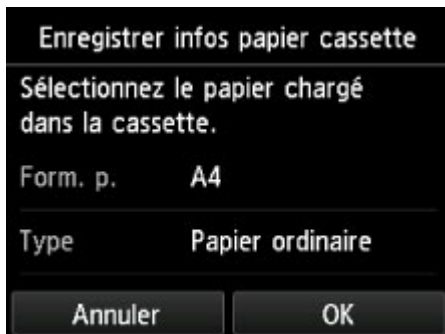 Enregistrer infos papier cassette
Sélectionnez le papier chargé
dans la cassette.
Form. p. A4
Type Papier ordinaire
Annuler OK